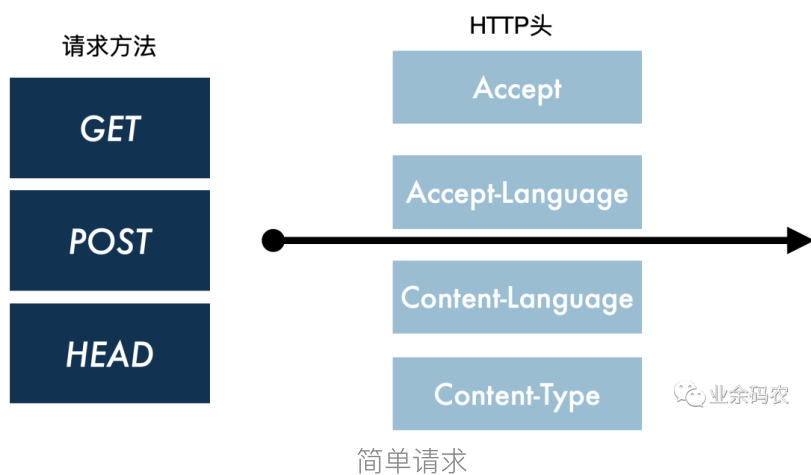 请求方法
GET
POST
HEAD
HTTP头
Accept
Accept-Language
Content-Language
Content-Type
业余码农
简单请求